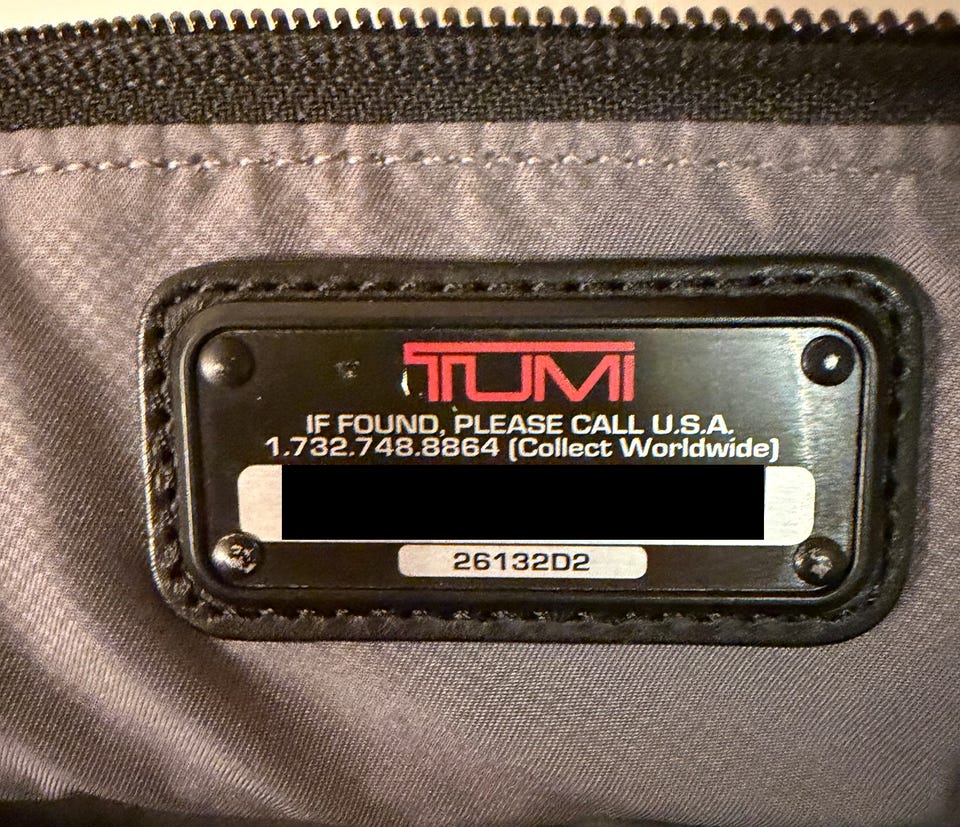 TUMI
IF FOUND, PLEASE CALL U.S.A.
1.732.748.8864 (Collect Worldwide)
26132D2